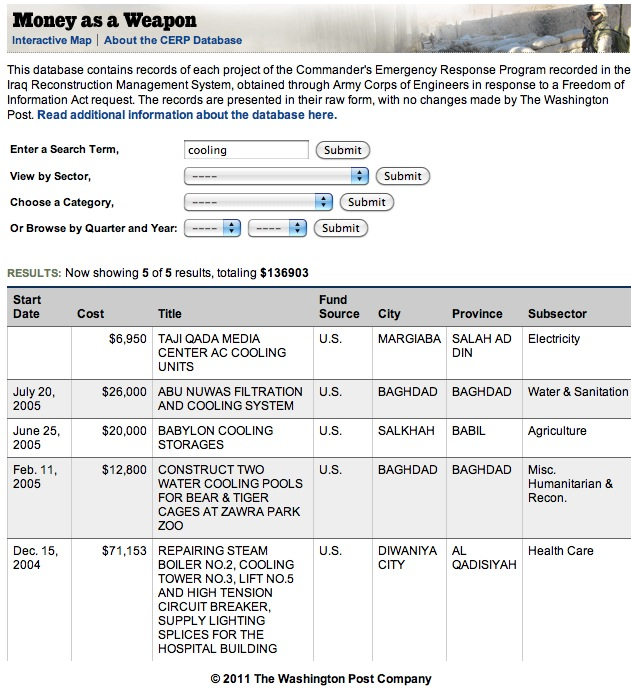 Money as a Weapon
Interactive Map | About the CERP Database
This database contains records of each project of the Commander's Emergency Response Program recorded in the
Iraq Reconstruction Management System, obtained through Army Corps of Engineers in response to a Freedom of
Information Act request. The records are presented in their raw form, with no changes made by The Washington
Post. Read additional information about the database here.
Enter a Search Term, cooling Submit
View by Sector, ---- Submit
Choose a Category, ---- Submit
Or Browse by Quarter and Year: ---- ---- Submit
RESULTS: Now showing 5 of 5 results, totaling $136903
Start Date Cost Title Fund Source City Province Subsector
$6,950 TAJI QADA MEDIA CENTER AC COOLING UNITS U.S. MARGIABA SALAH AD DIN Electricity
July 20, 2005 $26,000 ABU NUWAS FILTRATION AND COOLING SYSTEM U.S. BAGHDAD BAGHDAD Water & Sanitation
June 25, 2005 $20,000 BABYLON COOLING STORAGES U.S. SALKHAH BABIL Agriculture
Feb. 11, 2005 $12,800 CONSTRUCT TWO WATER COOLING POOLS FOR BEAR & TIGER CAGES AT ZAWRA PARK ZOO U.S. BAGHDAD BAGHDAD Misc. Humanitarian & Recon.
Dec. 15, 2004 $71,153 REPAIRING STEAM BOILER NO.2, COOLING TOWER NO.3, LIFT NO.5 AND HIGH TENSION CIRCUIT BREAKER, SUPPLY LIGHTING SPLICES FOR THE HOSPITAL BUILDING U.S. DIWANIYA CITY AL QADISIYAH Health Care
© 2011 The Washington Post Company